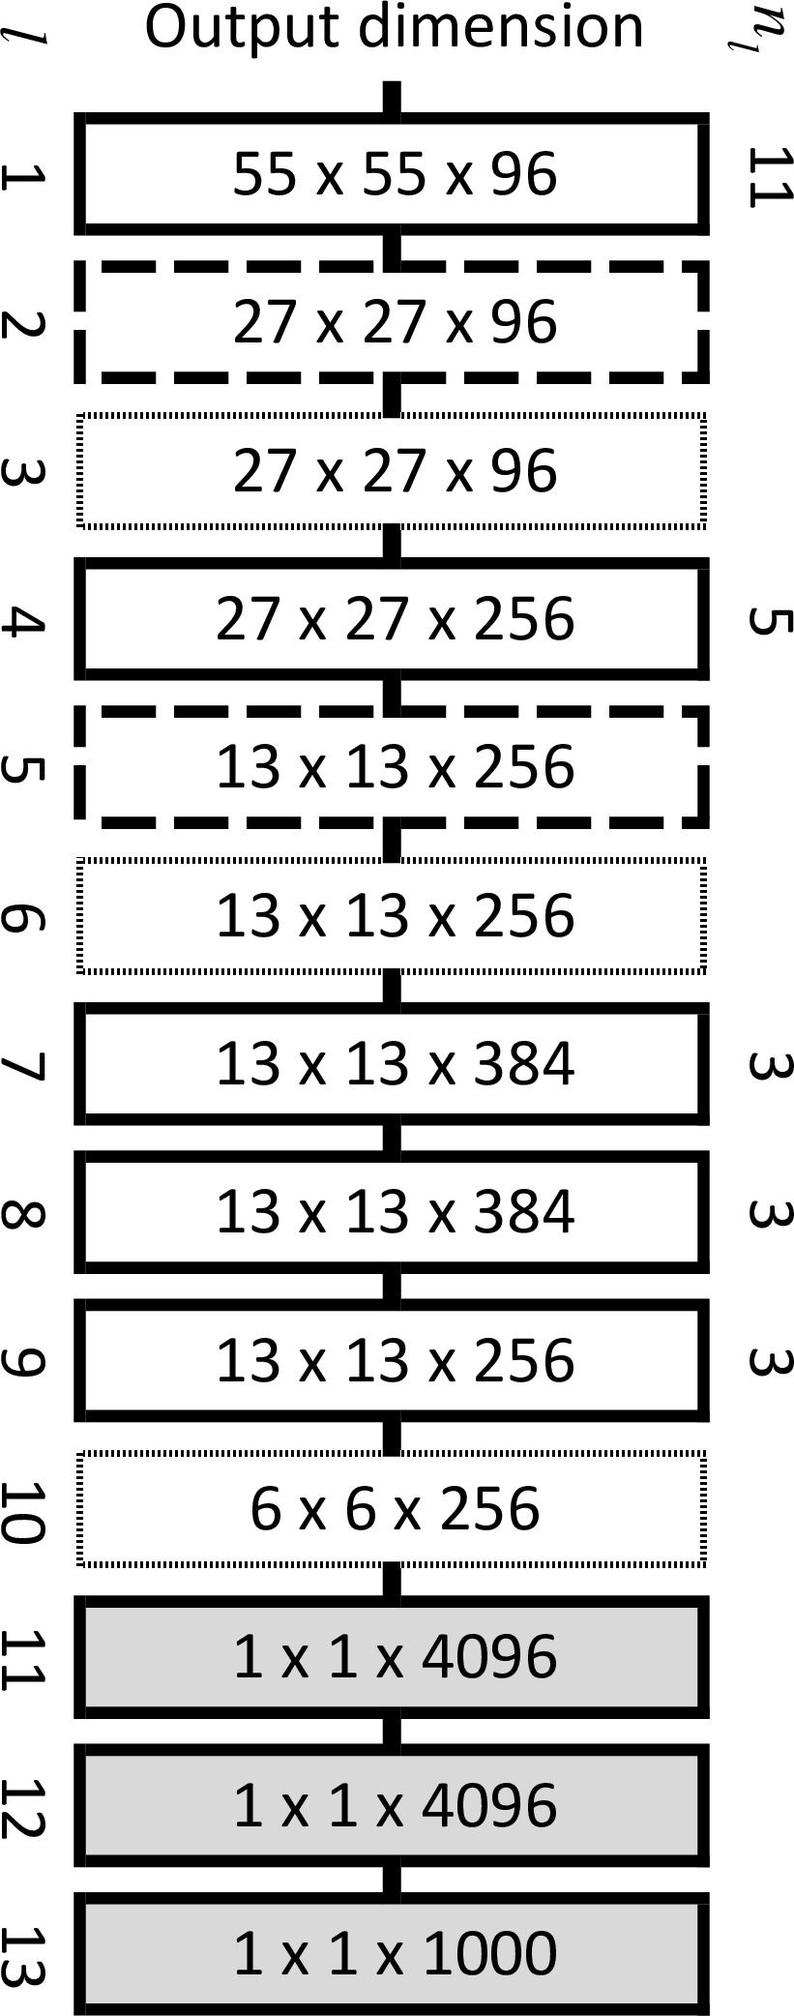 l Output dimension n_l
1 55 x 55 x 96 11
2 27 x 27 x 96
3 27 x 27 x 96
4 27 x 27 x 256 5
5 13 x 13 x 256
6 13 x 13 x 256
7 13 x 13 x 384 3
8 13 x 13 x 384 3
9 13 x 13 x 256 3
10 6 x 6 x 256
11 1 x 1 x 4096
12 1 x 1 x 4096
13 1 x 1 x 1000